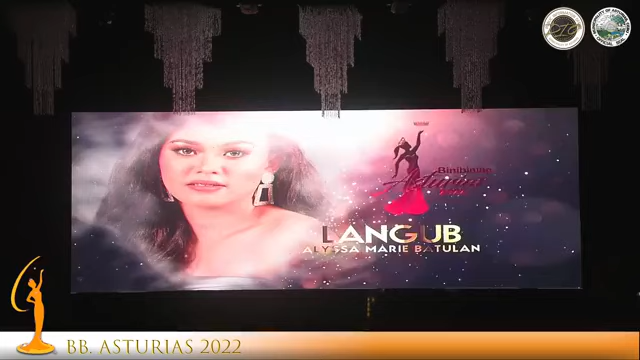 Binibining
Asturias
LANGUB
ALYSSA MARIE BATULAN
BB. ASTURIAS 2022